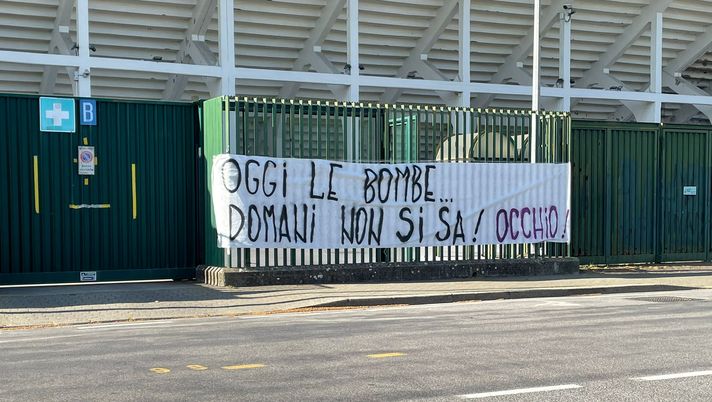 B
OGGI LE BOMBE...
DOMANI NON SI SA! OCCHIO!